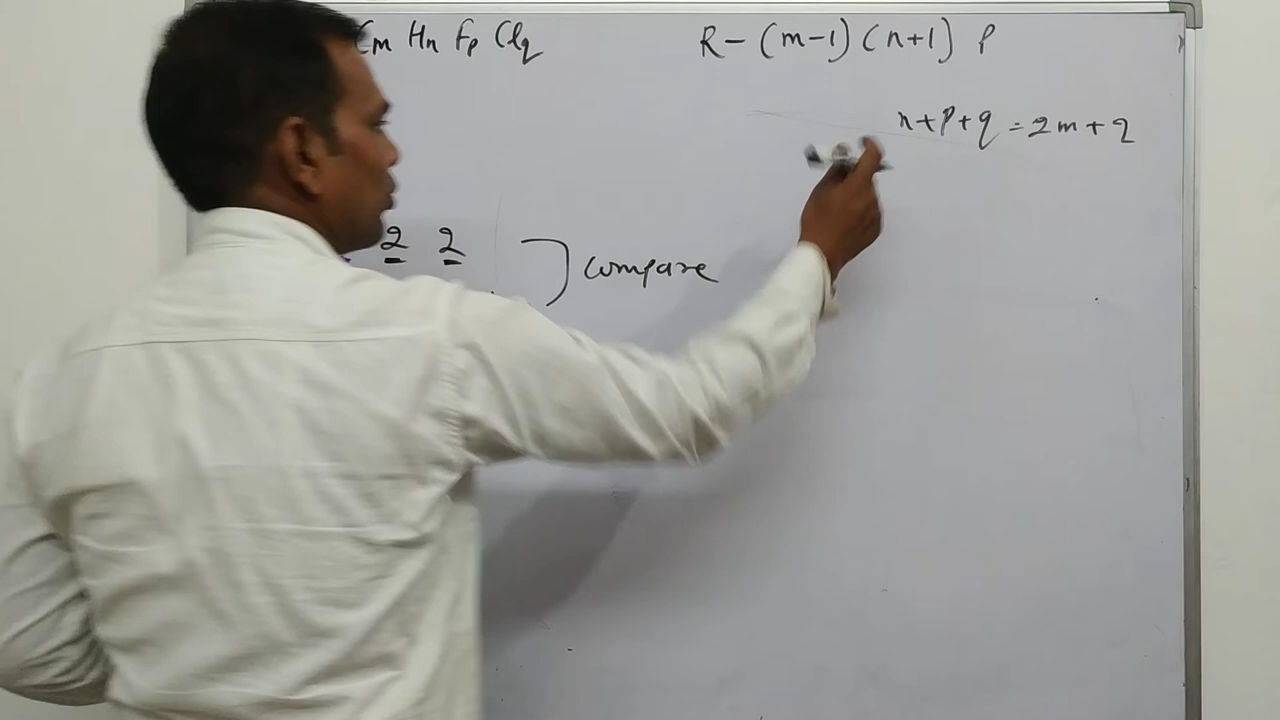 Cm Hn Fp Clq R - (m-1) (n+1) P
n+p+q = 2m+2
2 2 ] Compare